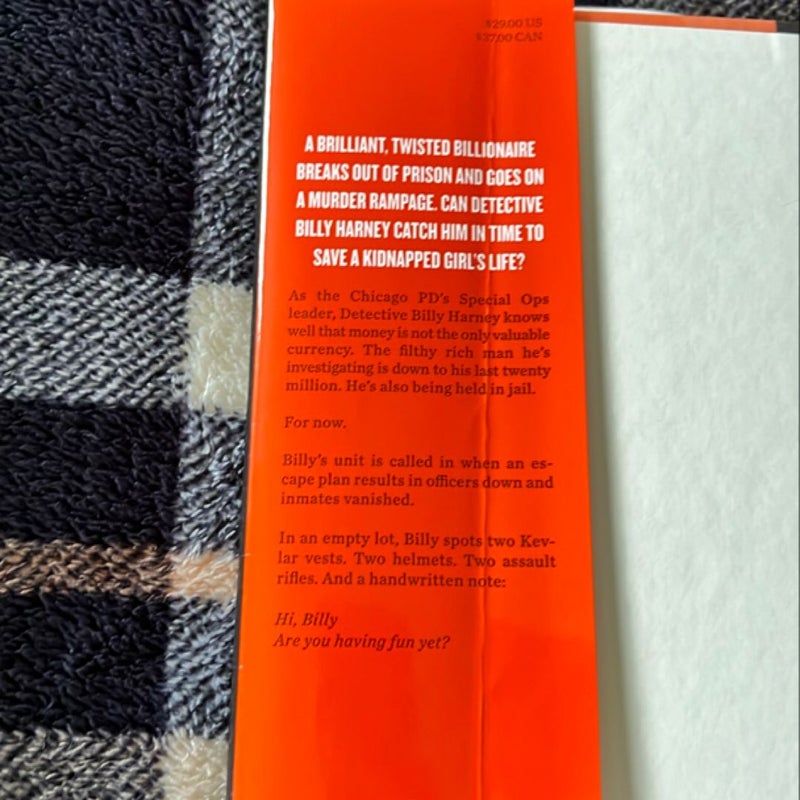 $29.00 US
$37.00 CAN
A BRILLIANT, TWISTED BILLIONAIRE
BREAKS OUT OF PRISON AND GOES ON
A MURDER RAMPAGE. CAN DETECTIVE
BILLY HARNEY CATCH HIM IN TIME TO
SAVE A KIDNAPPED GIRL'S LIFE?
As the Chicago PD's Special Ops
leader, Detective Billy Harney knows
well that money is not the only valuable
currency. The filthy rich man he's
investigating is down to his last twenty
million. He's also being held in jail.
For now.
Billy's unit is called in when an es-
cape plan results in officers down and
inmates vanished.
In an empty lot, Billy spots two Kev-
lar vests. Two helmets. Two assault
rifles. And a handwritten note:
Hi, Billy
Are you having fun yet?